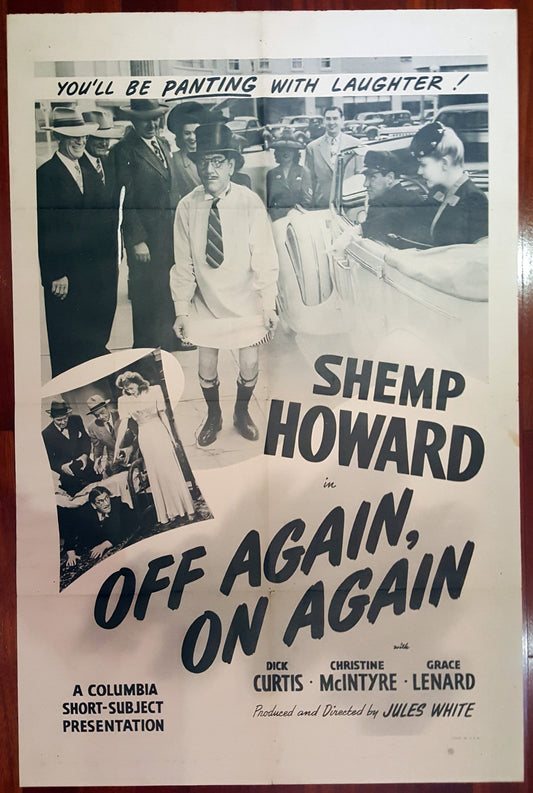 YOU'LL BE PANTING WITH LAUGHTER!
SHEMP
HOWARD
in
OFF AGAIN,
ON AGAIN
with
DICK CURTIS · CHRISTINE McINTYRE · GRACE LENARD
Produced and Directed by JULES WHITE
A COLUMBIA
SHORT-SUBJECT
PRESENTATION